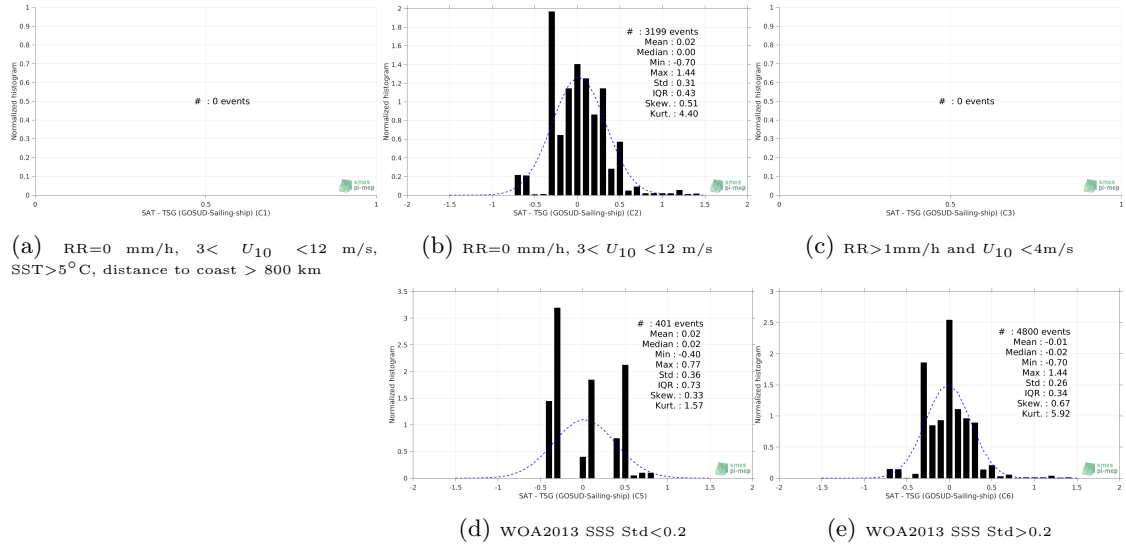 1
0.9
0.8
0.7
0.6
0.5
0.4
0.3
0.2
0.1
0
Normalized histogram
# : 0 events
0 0.5 1
SAT - TSG (GOSUD-Sailing-ship) (C1)
smos
pi-mep
(a) RR=0 mm/h, 3< U10 <12 m/s,
SST>5°C, distance to coast > 800 km
2
1.8
1.6
1.4
1.2
1
0.8
0.6
0.4
0.2
0
Normalized histogram
# : 3199 events
Mean : 0.02
Median : 0.00
Min : -0.70
Max : 1.44
Std : 0.31
IQR : 0.43
Skew. : 0.51
Kurt. : 4.40
-2 -1.5 -1 -0.5 0 0.5 1 1.5 2
SAT - TSG (GOSUD-Sailing-ship) (C2)
smos
pi-mep
(b) RR=0 mm/h, 3< U10 <12 m/s
1
0.9
0.8
0.7
0.6
0.5
0.4
0.3
0.2
0.1
0
Normalized histogram
# : 0 events
0 0.5 1
SAT - TSG (GOSUD-Sailing-ship) (C3)
smos
pi-mep
(c) RR>1mm/h and U10 <4m/s
3.5
3
2.5
2
1.5
1
0.5
0
Normalized histogram
# : 401 events
Mean : 0.02
Median : 0.02
Min : -0.40
Max : 0.77
Std : 0.36
IQR : 0.73
Skew. : 0.33
Kurt. : 1.57
-2 -1.5 -1 -0.5 0 0.5 1 1.5 2
SAT - TSG (GOSUD-Sailing-ship) (C5)
smos
pi-mep
(d) WOA2013 SSS Std<0.2
3
2.5
2
1.5
1
0.5
0
Normalized histogram
# : 4800 events
Mean : -0.01
Median : -0.02
Min : -0.70
Max : 1.44
Std : 0.26
IQR : 0.34
Skew. : 0.67
Kurt. : 5.92
-2 -1.5 -1 -0.5 0 0.5 1 1.5 2
SAT - TSG (GOSUD-Sailing-ship) (C6)
smos
pi-mep
(e) WOA2013 SSS Std>0.2